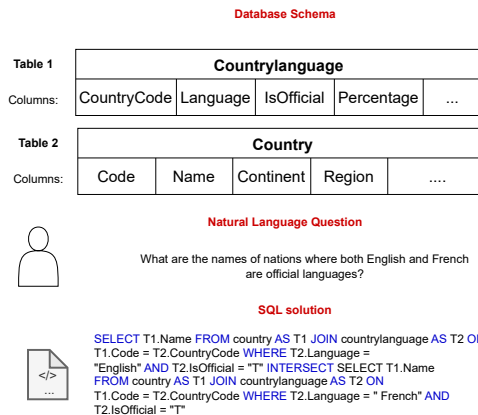 Database Schema
Table 1
Countrylanguage
Columns: CountryCode Language IsOfficial Percentage ...
Table 2
Country
Columns: Code Name Continent Region ....
Natural Language Question
What are the names of nations where both English and French
are official languages?
SQL solution
SELECT T1.Name FROM country AS T1 JOIN countrylanguage AS T2
T1.Code = T2.CountryCode WHERE T2.Language =
"English" AND T2.IsOfficial = "T" INTERSECT SELECT T1.Name
FROM country AS T1 JOIN countrylanguage AS T2 ON
T1.Code = T2.CountryCode WHERE T2.Language = " French" AND
T2.IsOfficial = "T"
</>
...